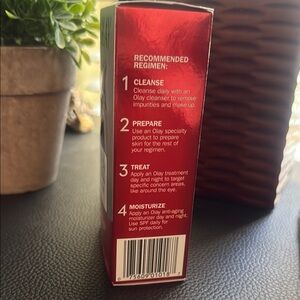 RECOMMENDED
REGIMEN:
1 CLEANSE
Cleanse daily with an
Olay cleanser to remove
impurities and make up.
2 PREPARE
Use an Olay specialty
product to prepare
skin for the rest of
your regimen.
3 TREAT
Apply an Olay treatment
day and night to target
specific concern areas,
like around the eye.
4 MOISTURIZE
Apply an Olay anti-aging
moisturizer day and night.
Use SPF daily for
sun protection.